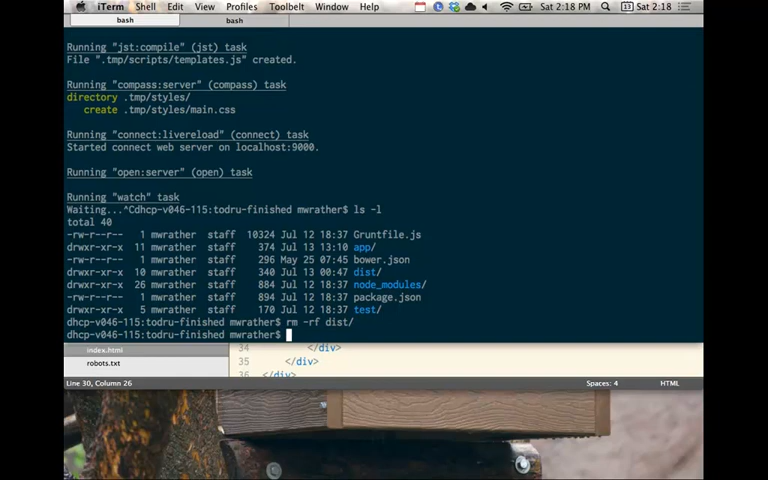 iTerm Shell Edit View Profiles Toolbelt Window Help Sat 2:18 PM 13 Sat 2:18
bash bash
Running "jst:compile" (jst) task
File ".tmp/scripts/templates.js" created.
Running "compass:server" (compass) task
directory .tmp/styles/
create .tmp/styles/main.css
Running "connect:livereload" (connect) task
Started connect web server on localhost:9000.
Running "open:server" (open) task
Running "watch" task
Waiting...^Cdhcp-v046-115:todru-finished mwrather$ ls -l
total 40
-rw-r--r-- 1 mwrather staff 10324 Jul 12 18:37 Gruntfile.js
drwxr-xr-x 11 mwrather staff 374 Jul 13 13:10 app/
-rw-r--r-- 1 mwrather staff 296 May 25 07:45 bower.json
drwxr-xr-x 10 mwrather staff 340 Jul 13 00:47 dist/
drwxr-xr-x 26 mwrather staff 884 Jul 12 18:37 node_modules/
-rw-r--r-- 1 mwrather staff 894 Jul 12 18:37 package.json
drwxr-xr-x 5 mwrather staff 170 Jul 12 18:37 test/
dhcp-v046-115:todru-finished mwrather$ rm -rf dist/
dhcp-v046-115:todru-finished mwrather$
index.html 34 </div>
robots.txt 35 </div>
36 </div>
Line 30, Column 26 Spaces: 4 HTML